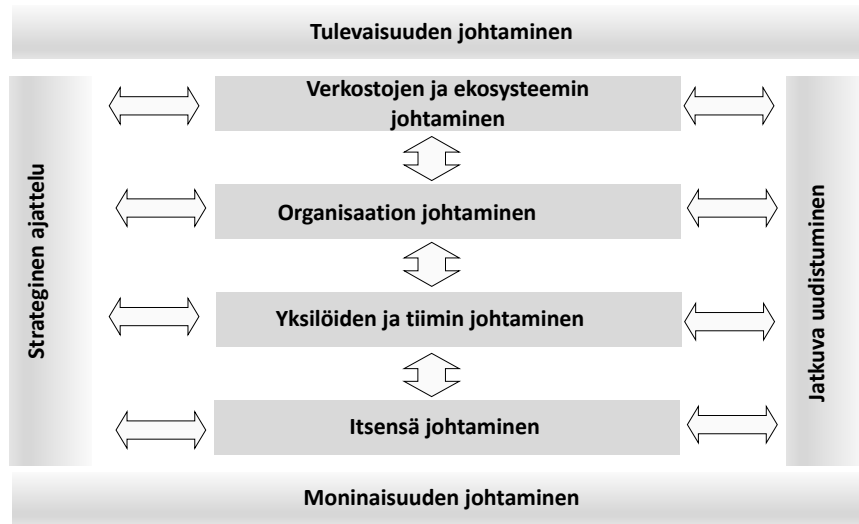 Tulevaisuuden johtaminen
Strateginen ajattelu
Verkostojen ja ekosysteemin
johtaminen
Organisaation johtaminen
Yksilöiden ja tiimin johtaminen
Itsensä johtaminen
Jatkuva uudistuminen
Moninaisuuden johtaminen